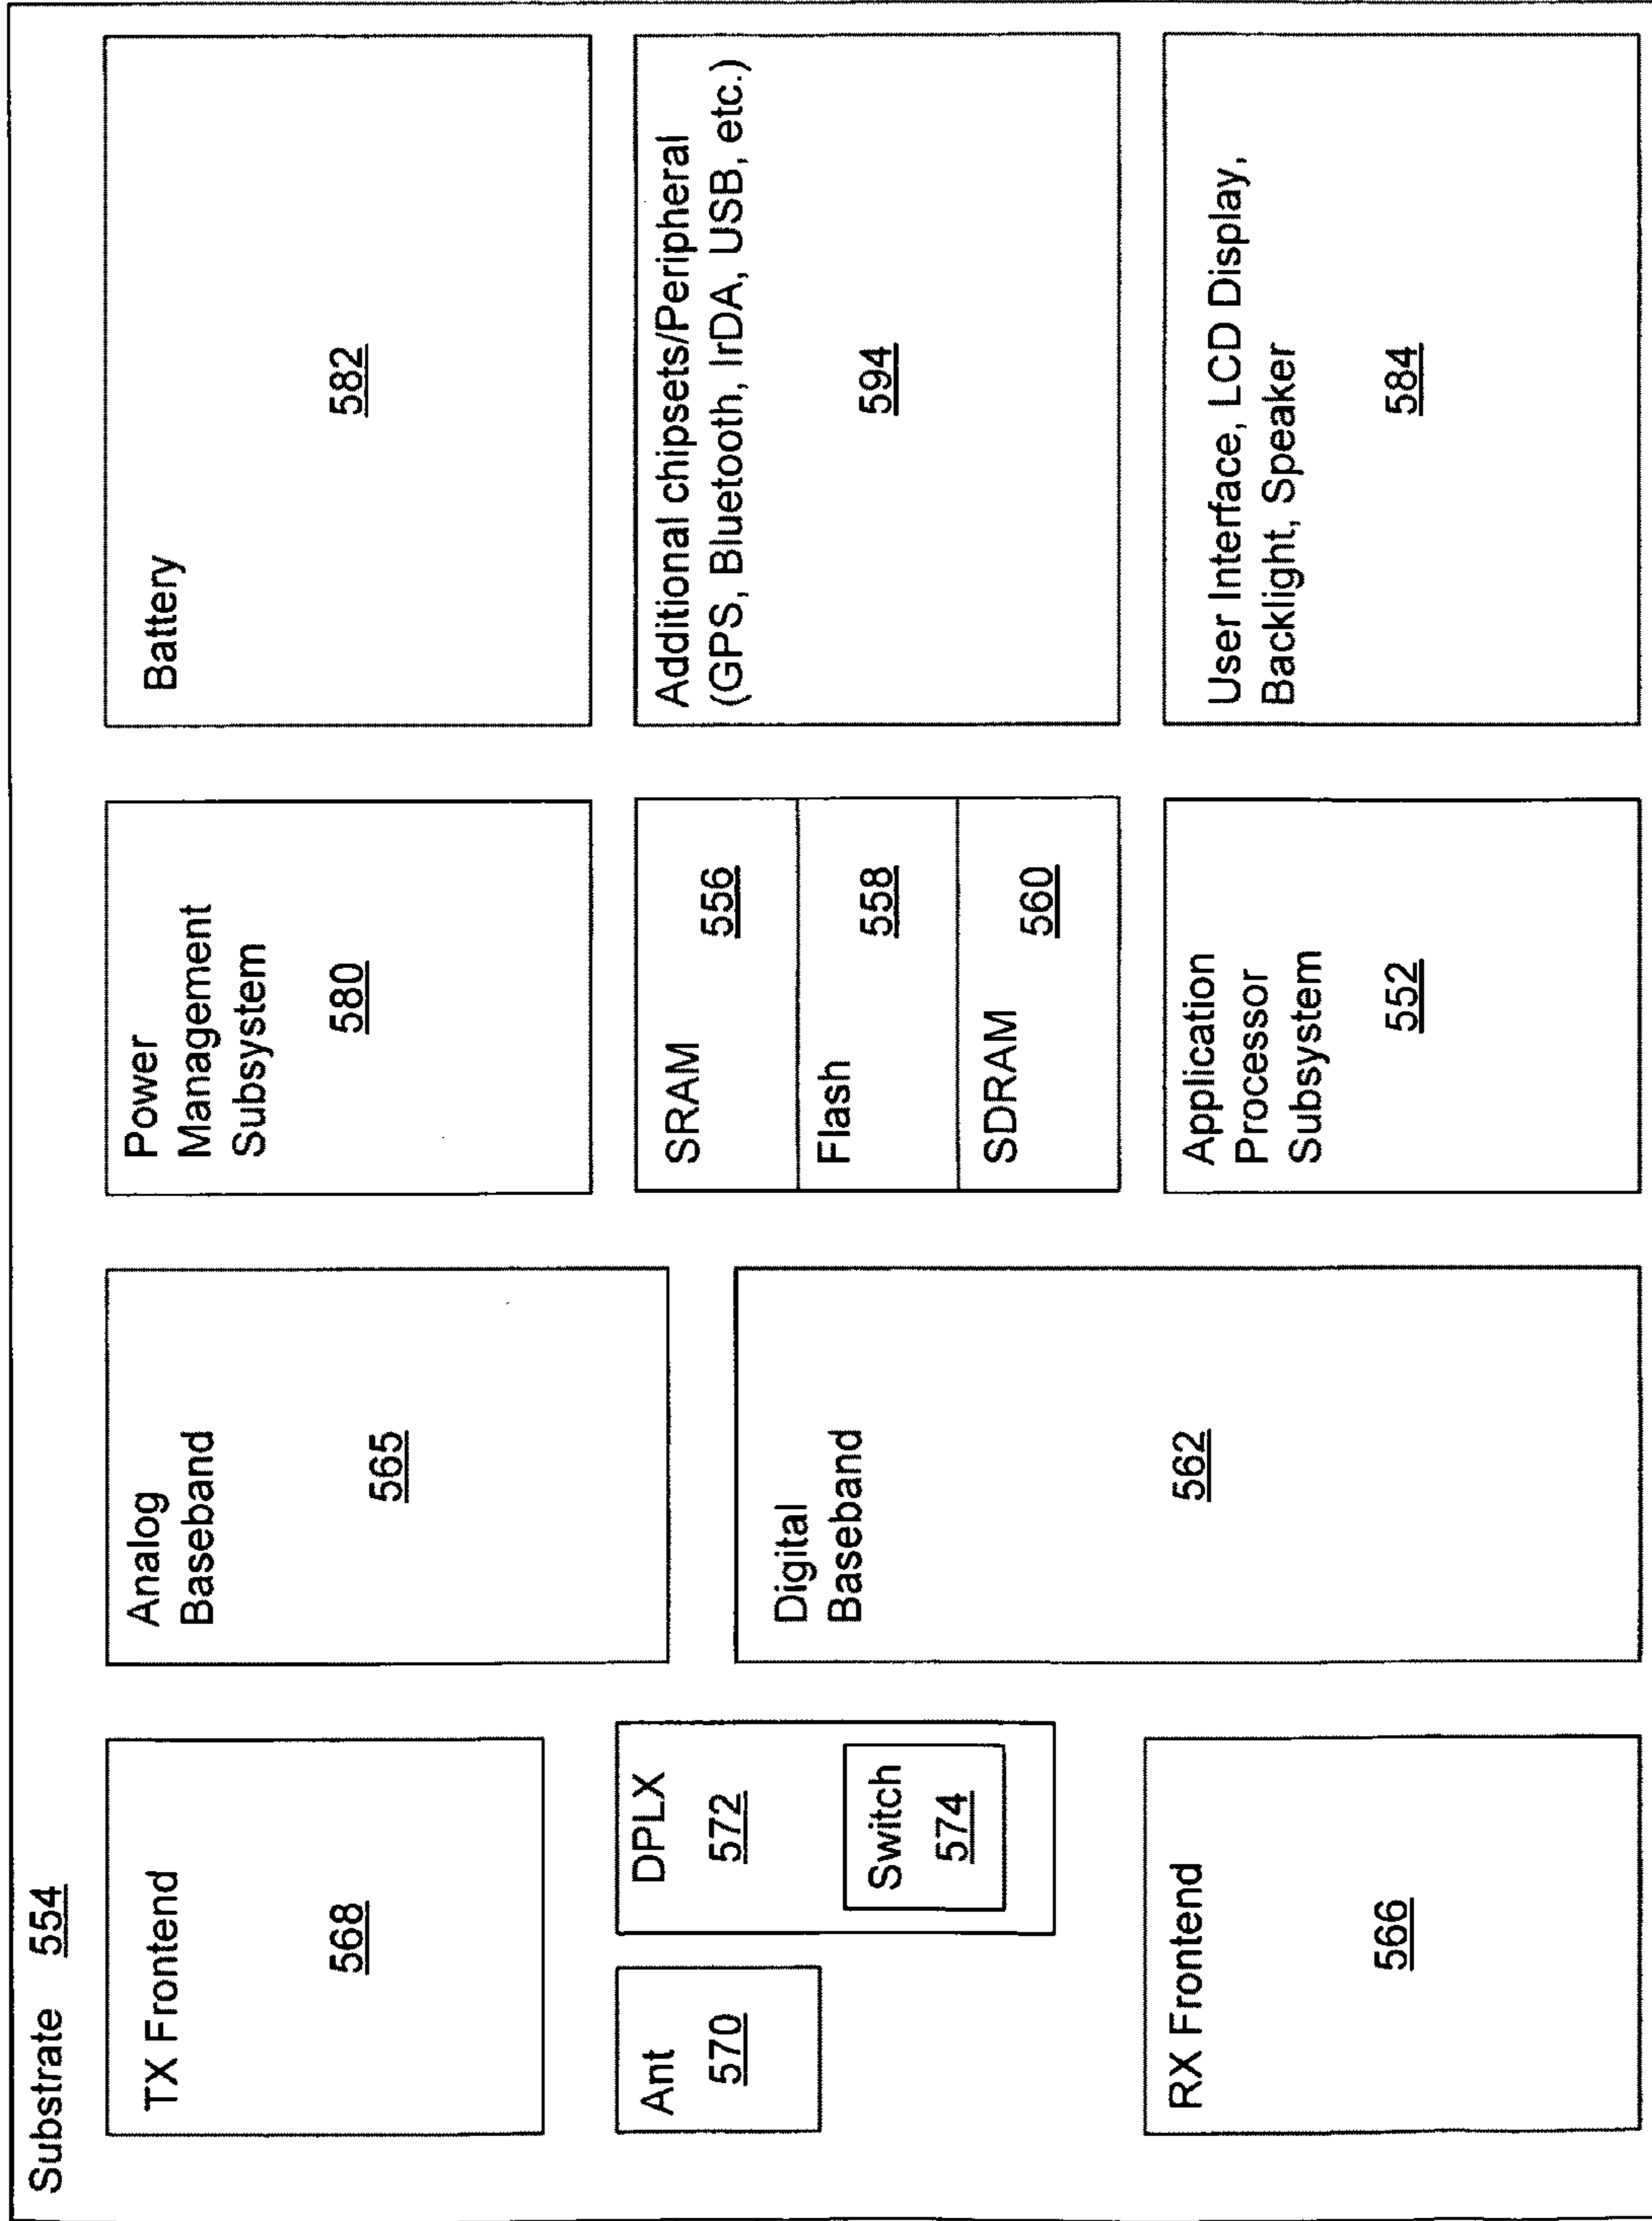 Substrate 554
TX Frontend
568
Ant
570
DPLX
572
Switch
574
RX Frontend
566
Analog
Baseband
565
Digital
Baseband
562
Power
Management
Subsystem
580
SRAM
556
Flash
558
SDRAM
560
Application
Processor
Subsystem
552
Battery
582
Additional chipsets/Peripheral
(GPS, Bluetooth, IrDA, USB, etc.)
594
User Interface, LCD Display,
Backlight, Speaker
584